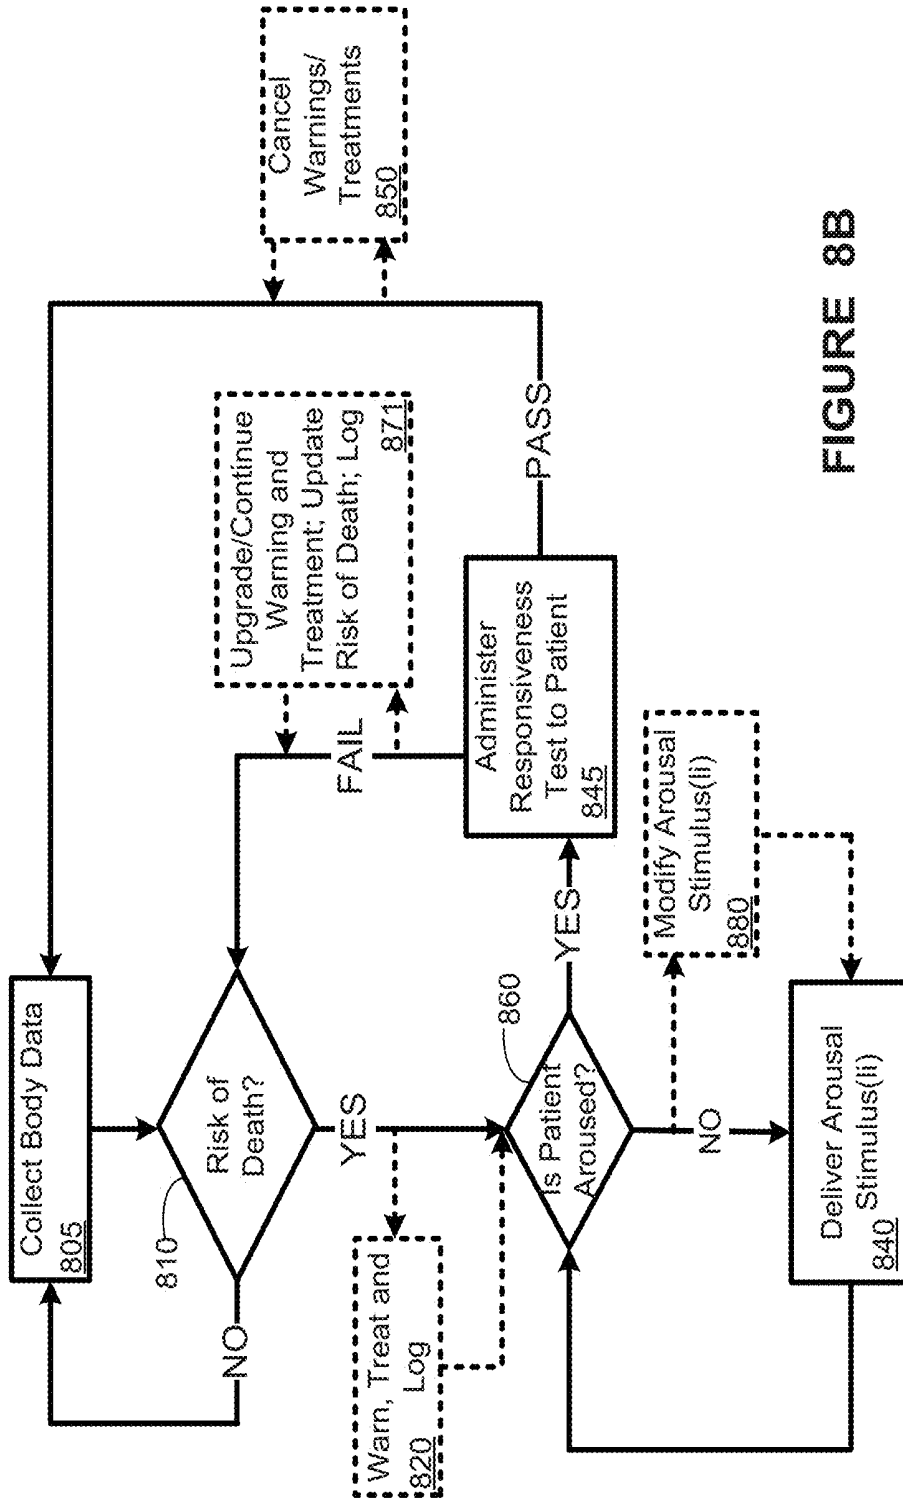 Collect Body Data
805
810
Risk of
Death?
NO
YES
Warn, Treat and
Log
820
860
Is Patient
Aroused?
YES
NO
Modify Arousal
Stimulus(li)
880
Deliver Arousal
Stimulus(li)
840
Administer
Responsiveness
Test to Patient
845
FAIL
Upgrade/Continue
Warning and
Treatment; Update
Risk of Death; Log
871
PASS
Cancel
Warnings/
Treatments
850
FIGURE 8B